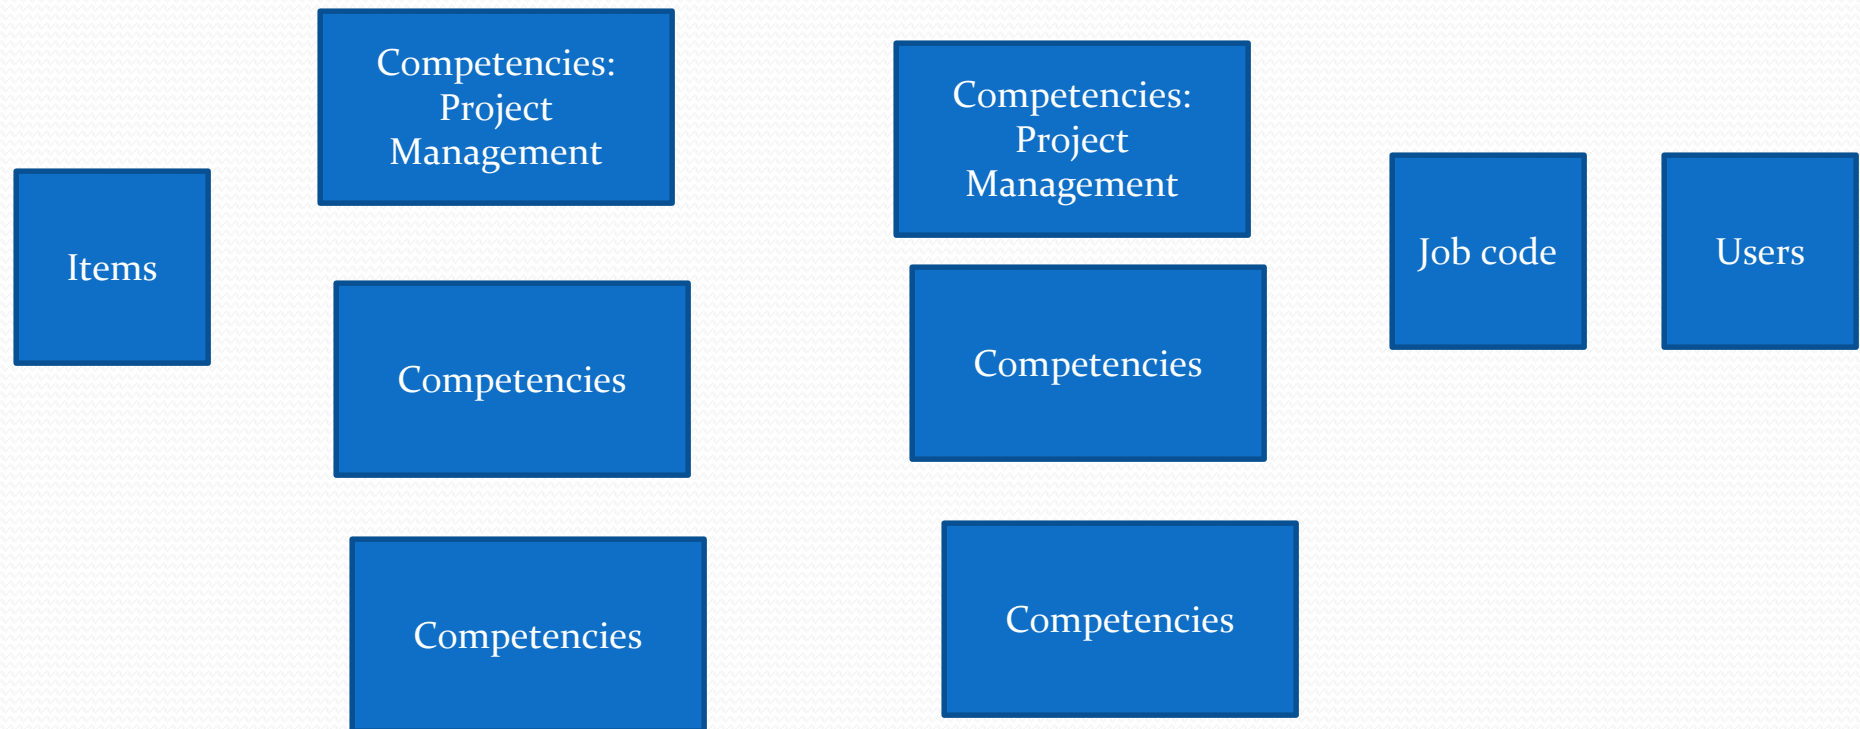 Items
Competencies:
Project
Management
Competencies
Competencies
Competencies:
Project
Management
Competencies
Competencies
Job code
Users